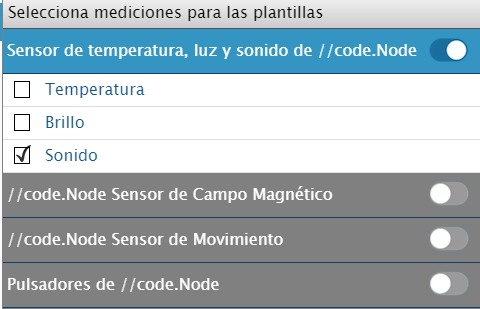 Selecciona mediciones para las plantillas
Sensor de temperatura, luz y sonido de //code.Node
Temperatura
Brillo
Sonido
//code.Node Sensor de Campo Magnético
//code.Node Sensor de Movimiento
Pulsadores de //code.Node